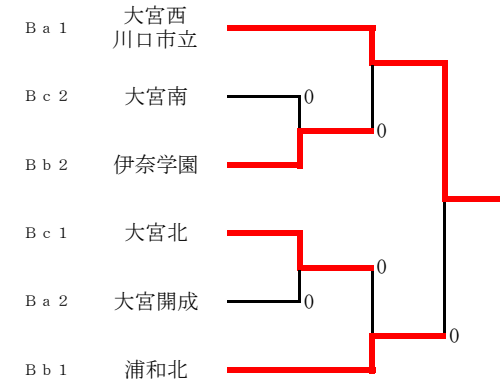 Ｂａ１ 大宮西
川口市立
Ｂｃ２ 大宮南 0
0
Ｂｂ２ 伊奈学園
Ｂｃ１ 大宮北
0
Ｂａ２ 大宮開成 0
0
Ｂｂ１ 浦和北